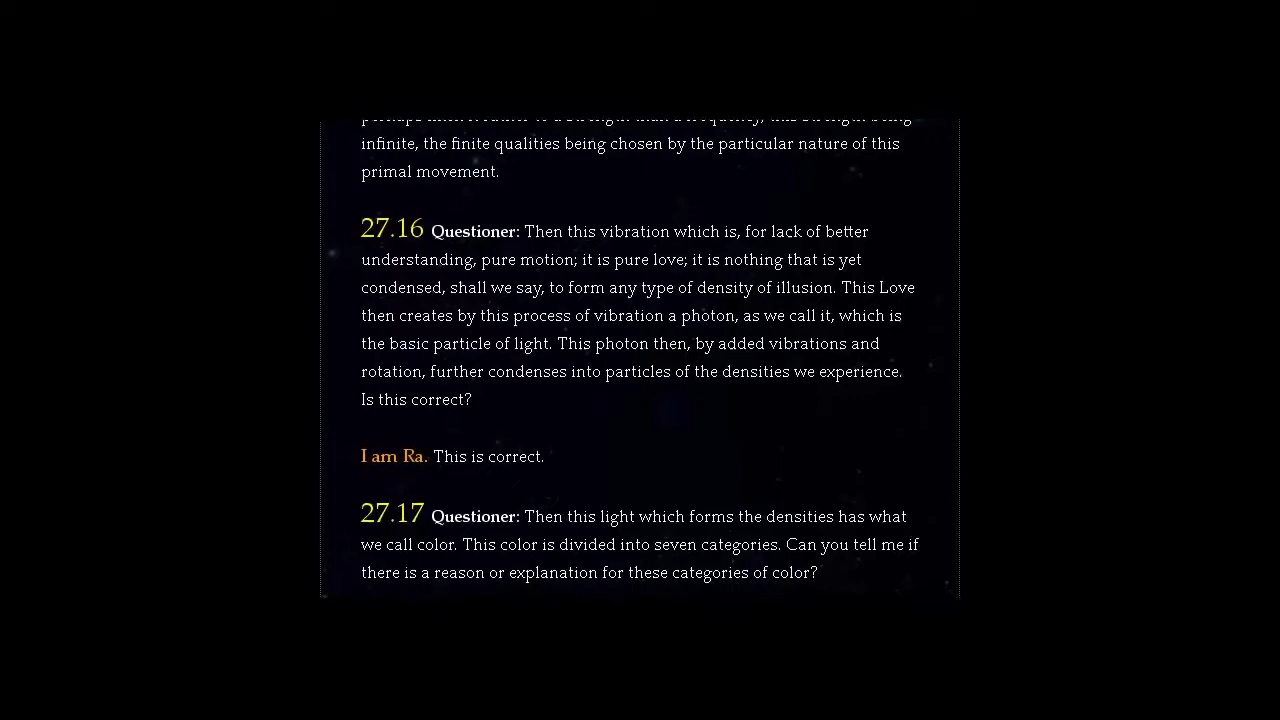 infinite, the finite qualities being chosen by the particular nature of this
primal movement.
27.16 Questioner: Then this vibration which is, for lack of better
understanding, pure motion; it is pure love; it is nothing that is yet
condensed, shall we say, to form any type of density of illusion. This Love
then creates by this process of vibration a photon, as we call it, which is
the basic particle of light. This photon then, by added vibrations and
rotation, further condenses into particles of the densities we experience.
Is this correct?
I am Ra. This is correct.
27.17 Questioner: Then this light which forms the densities has what
we call color. This color is divided into seven categories. Can you tell me if
there is a reason or explanation for these categories of color?